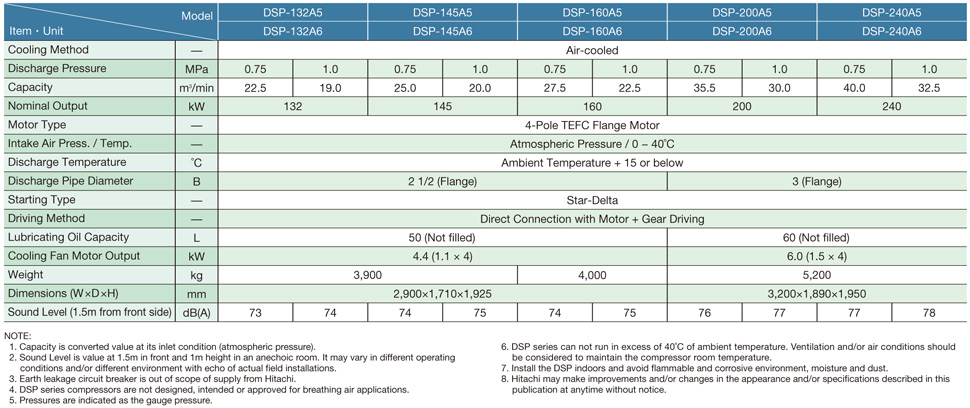 Model DSP-132A5 DSP-145A5 DSP-160A5 DSP-200A5 DSP-240A5
Item・Unit DSP-132A6 DSP-145A6 DSP-160A6 DSP-200A6 DSP-240A6
Cooling Method — Air-cooled
Discharge Pressure MPa 0.75 1.0 0.75 1.0 0.75 1.0 0.75 1.0 0.75 1.0
Capacity m³/min 22.5 19.0 25.0 20.0 27.5 22.5 35.5 30.0 40.0 32.5
Nominal Output kW 132 145 160 200 240
Motor Type — 4-Pole TEFC Flange Motor
Intake Air Press. / Temp. — Atmospheric Pressure / 0 – 40˚C
Discharge Temperature ˚C Ambient Temperature + 15 or below
Discharge Pipe Diameter B 2 1/2 (Flange) 3 (Flange)
Starting Type — Star-Delta
Driving Method — Direct Connection with Motor + Gear Driving
Lubricating Oil Capacity L 50 (Not filled) 60 (Not filled)
Cooling Fan Motor Output kW 4.4 (1.1 × 4) 6.0 (1.5 × 4)
Weight kg 3,900 4,000 5,200
Dimensions (W×D×H) mm 2,900×1,710×1,925 3,200×1,890×1,950
Sound Level (1.5m from front side) dB(A) 73 74 74 75 74 75 76 77 77 78
NOTE:
1. Capacity is converted value at its inlet condition (atmospheric pressure).
2. Sound Level is value at 1.5m in front and 1m height in an anechoic room. It may vary in different operating
conditions and/or different environment with echo of actual field installations.
3. Earth leakage circuit breaker is out of scope of supply from Hitachi.
4. DSP series compressors are not designed, intended or approved for breathing air applications.
5. Pressures are indicated as the gauge pressure.
6. DSP series can not run in excess of 40˚C of ambient temperature. Ventilation and/or air conditions should
be considered to maintain the compressor room temperature.
7. Install the DSP indoors and avoid flammable and corrosive environment, moisture and dust.
8. Hitachi may make improvements and/or changes in the appearance and/or specifications described in this
publication at anytime without notice.